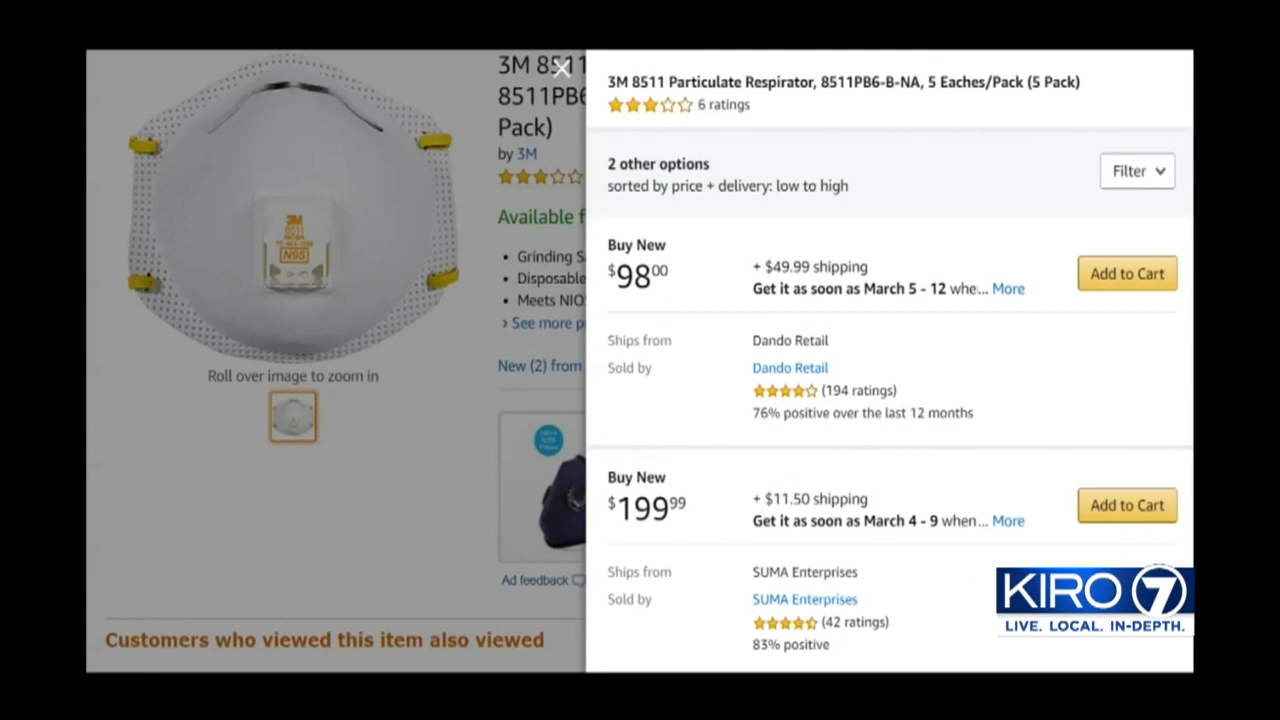 3M 8511
8511PB6
Pack)
by 3M
Available f
• Grinding S
• Disposable
• Meets NIO
› See more p
New (2) from
Ad feedback
3M
8511
N95
Roll over image to zoom in
Customers who viewed this item also viewed
3M 8511 Particulate Respirator, 8511PB6-B-NA, 5 Eaches/Pack (5 Pack)
6 ratings
2 other options
Filter
sorted by price + delivery: low to high
Buy New
$9800
+ $49.99 shipping
Add to Cart
Get it as soon as March 5 - 12 whe... More
Ships from
Dando Retail
Sold by
Dando Retail
(194 ratings)
76% positive over the last 12 months
Buy New
$19999
+ $11.50 shipping
Add to Cart
Get it as soon as March 4 - 9 when... More
Ships from
SUMA Enterprises
Sold by
SUMA Enterprises
(42 ratings)
83% positive
KIRO 7
LIVE. LOCAL. IN-DEPTH.